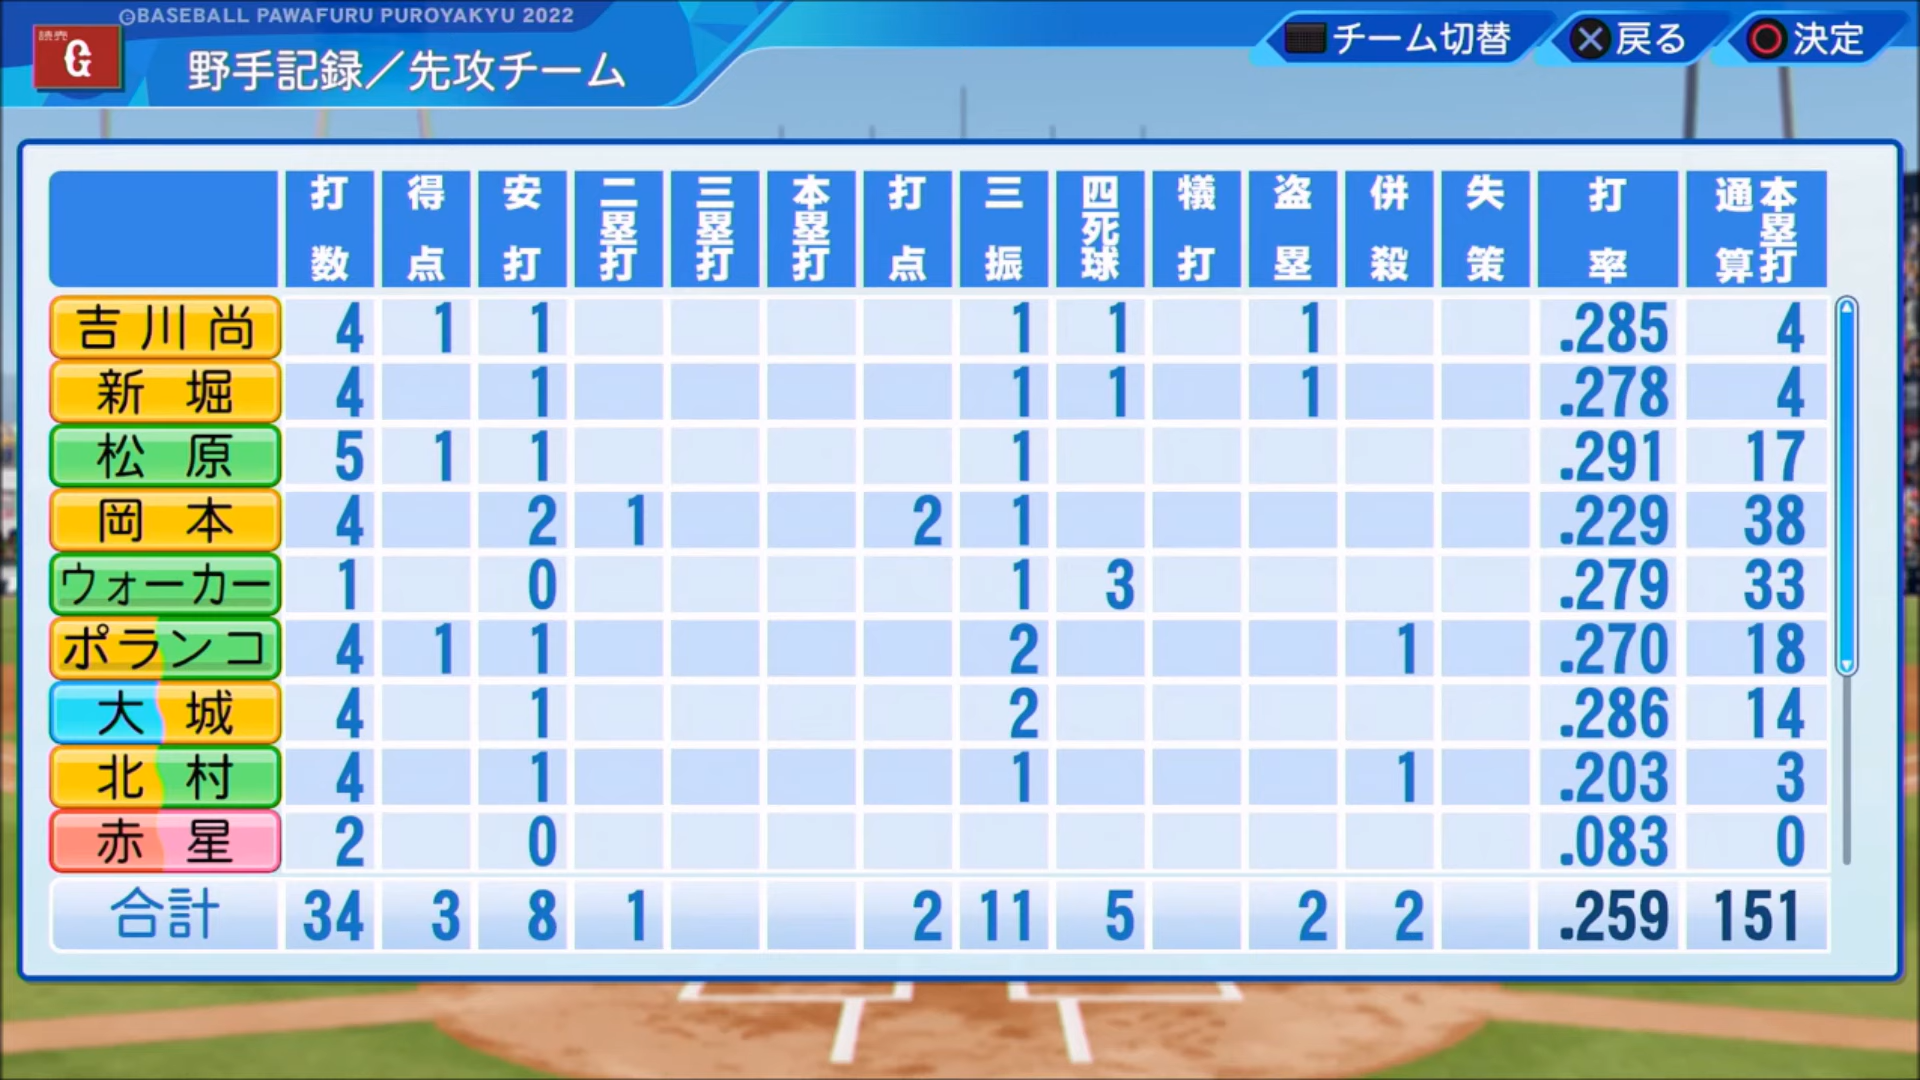 ©BASEBALL PAWAFURU PUROYAKYU 2022
読売
G
野手記録／先攻チーム
チーム切替 戻る 決定
打数 得点 安打 二塁打 三塁打 本塁打 打点 三振 四死球 犠打 盗塁 併殺 失策 打率 通算本塁打
吉川尚 4 1 1 1 1 1 .285 4
新堀 4 1 1 1 1 .278 4
松原 5 1 1 1 .291 17
岡本 4 2 1 2 1 .229 38
ウォーカー 1 0 1 3 .279 33
ポランコ 4 1 1 2 1 .270 18
大城 4 1 2 .286 14
北村 4 1 1 1 .203 3
赤星 2 0 .083 0
合計 34 3 8 1 2 11 5 2 2 .259 151